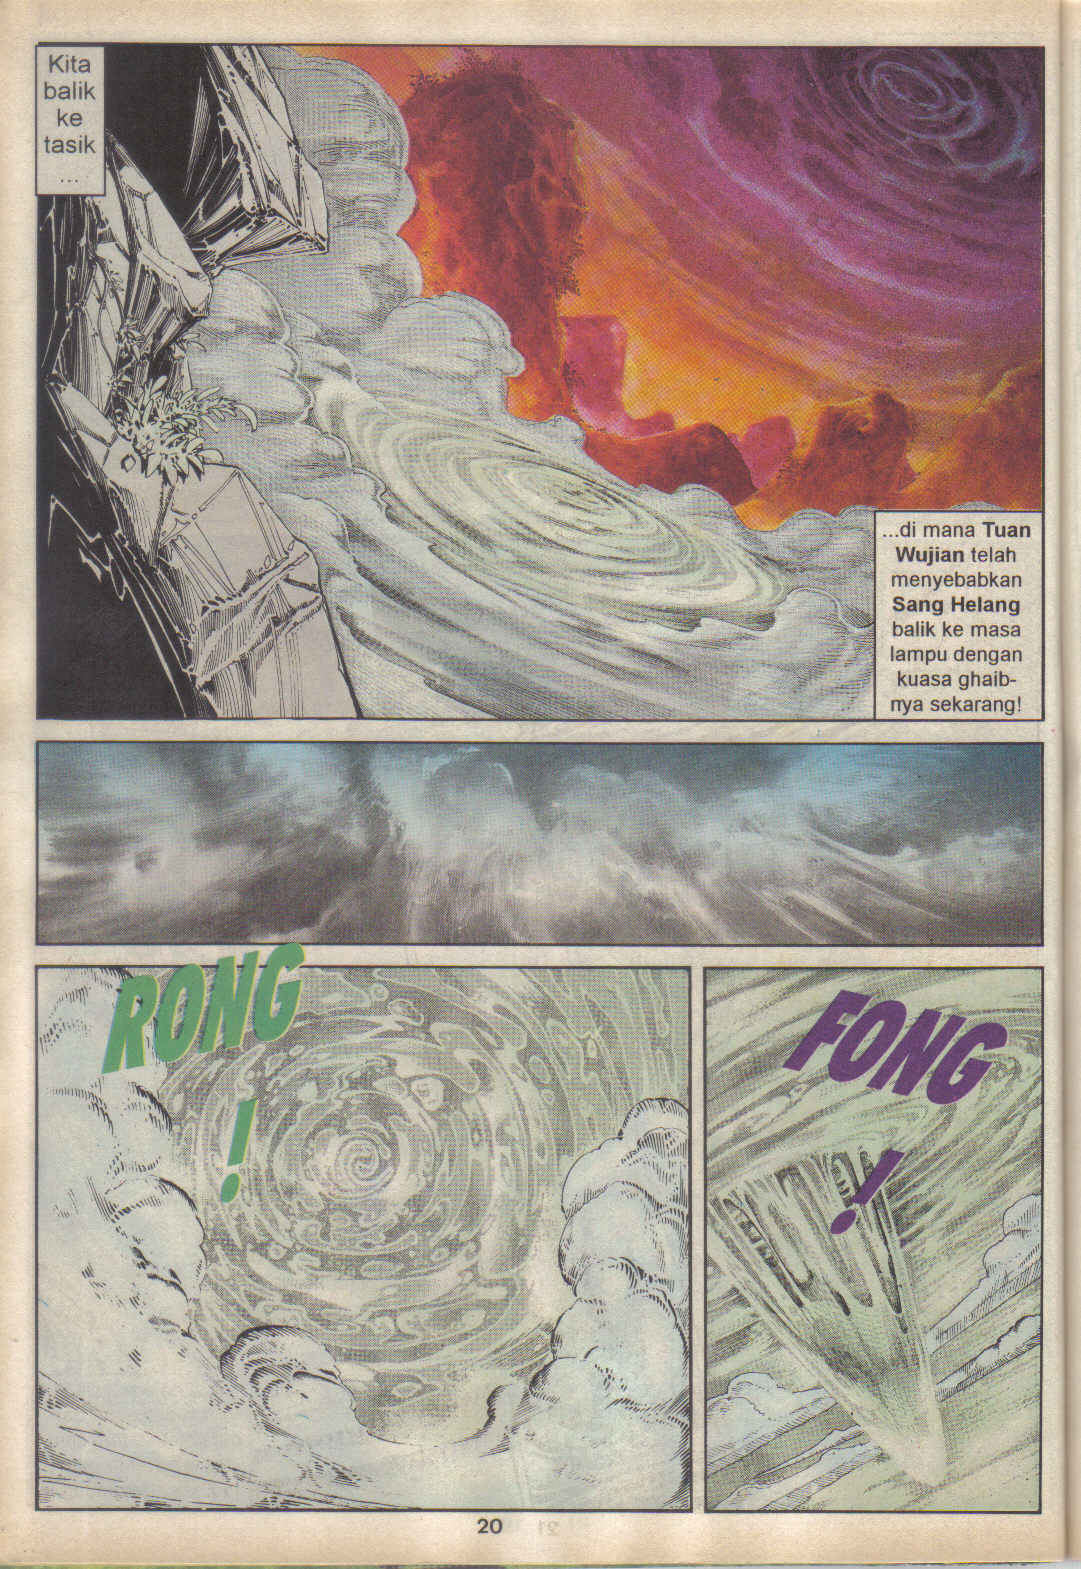 Kita
balik
ke
tasik
...
...di mana Tuan
Wujian telah
menyebabkan
Sang Helang
balik ke masa
lampu dengan
kuasa ghaib-
nya sekarang!
RONG
!
FONG
!
20